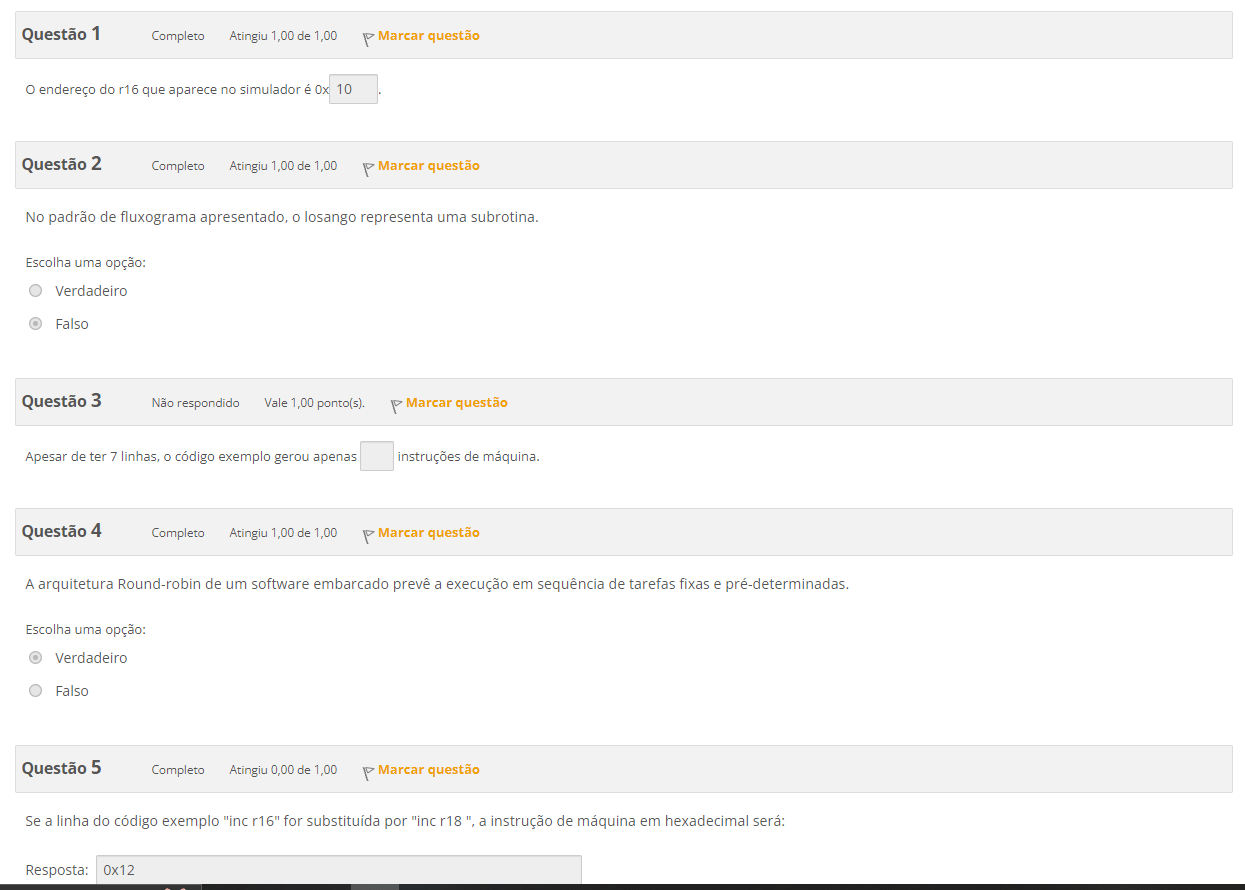 Questão 1 Completo Atingiu 1,00 de 1,00 Marcar questão
O endereço do r16 que aparece no simulador é 0x 10 .
Questão 2 Completo Atingiu 1,00 de 1,00 Marcar questão
No padrão de fluxograma apresentado, o losango representa uma subrotina.
Escolha uma opção:
Verdadeiro
Falso
Questão 3 Não respondido Vale 1,00 ponto(s). Marcar questão
Apesar de ter 7 linhas, o código exemplo gerou apenas instruções de máquina.
Questão 4 Completo Atingiu 1,00 de 1,00 Marcar questão
A arquitetura Round-robin de um software embarcado prevê a execução em sequência de tarefas fixas e pré-determinadas.
Escolha uma opção:
Verdadeiro
Falso
Questão 5 Completo Atingiu 0,00 de 1,00 Marcar questão
Se a linha do código exemplo "inc r16" for substituída por "inc r18 ", a instrução de máquina em hexadecimal será:
Resposta: 0x12